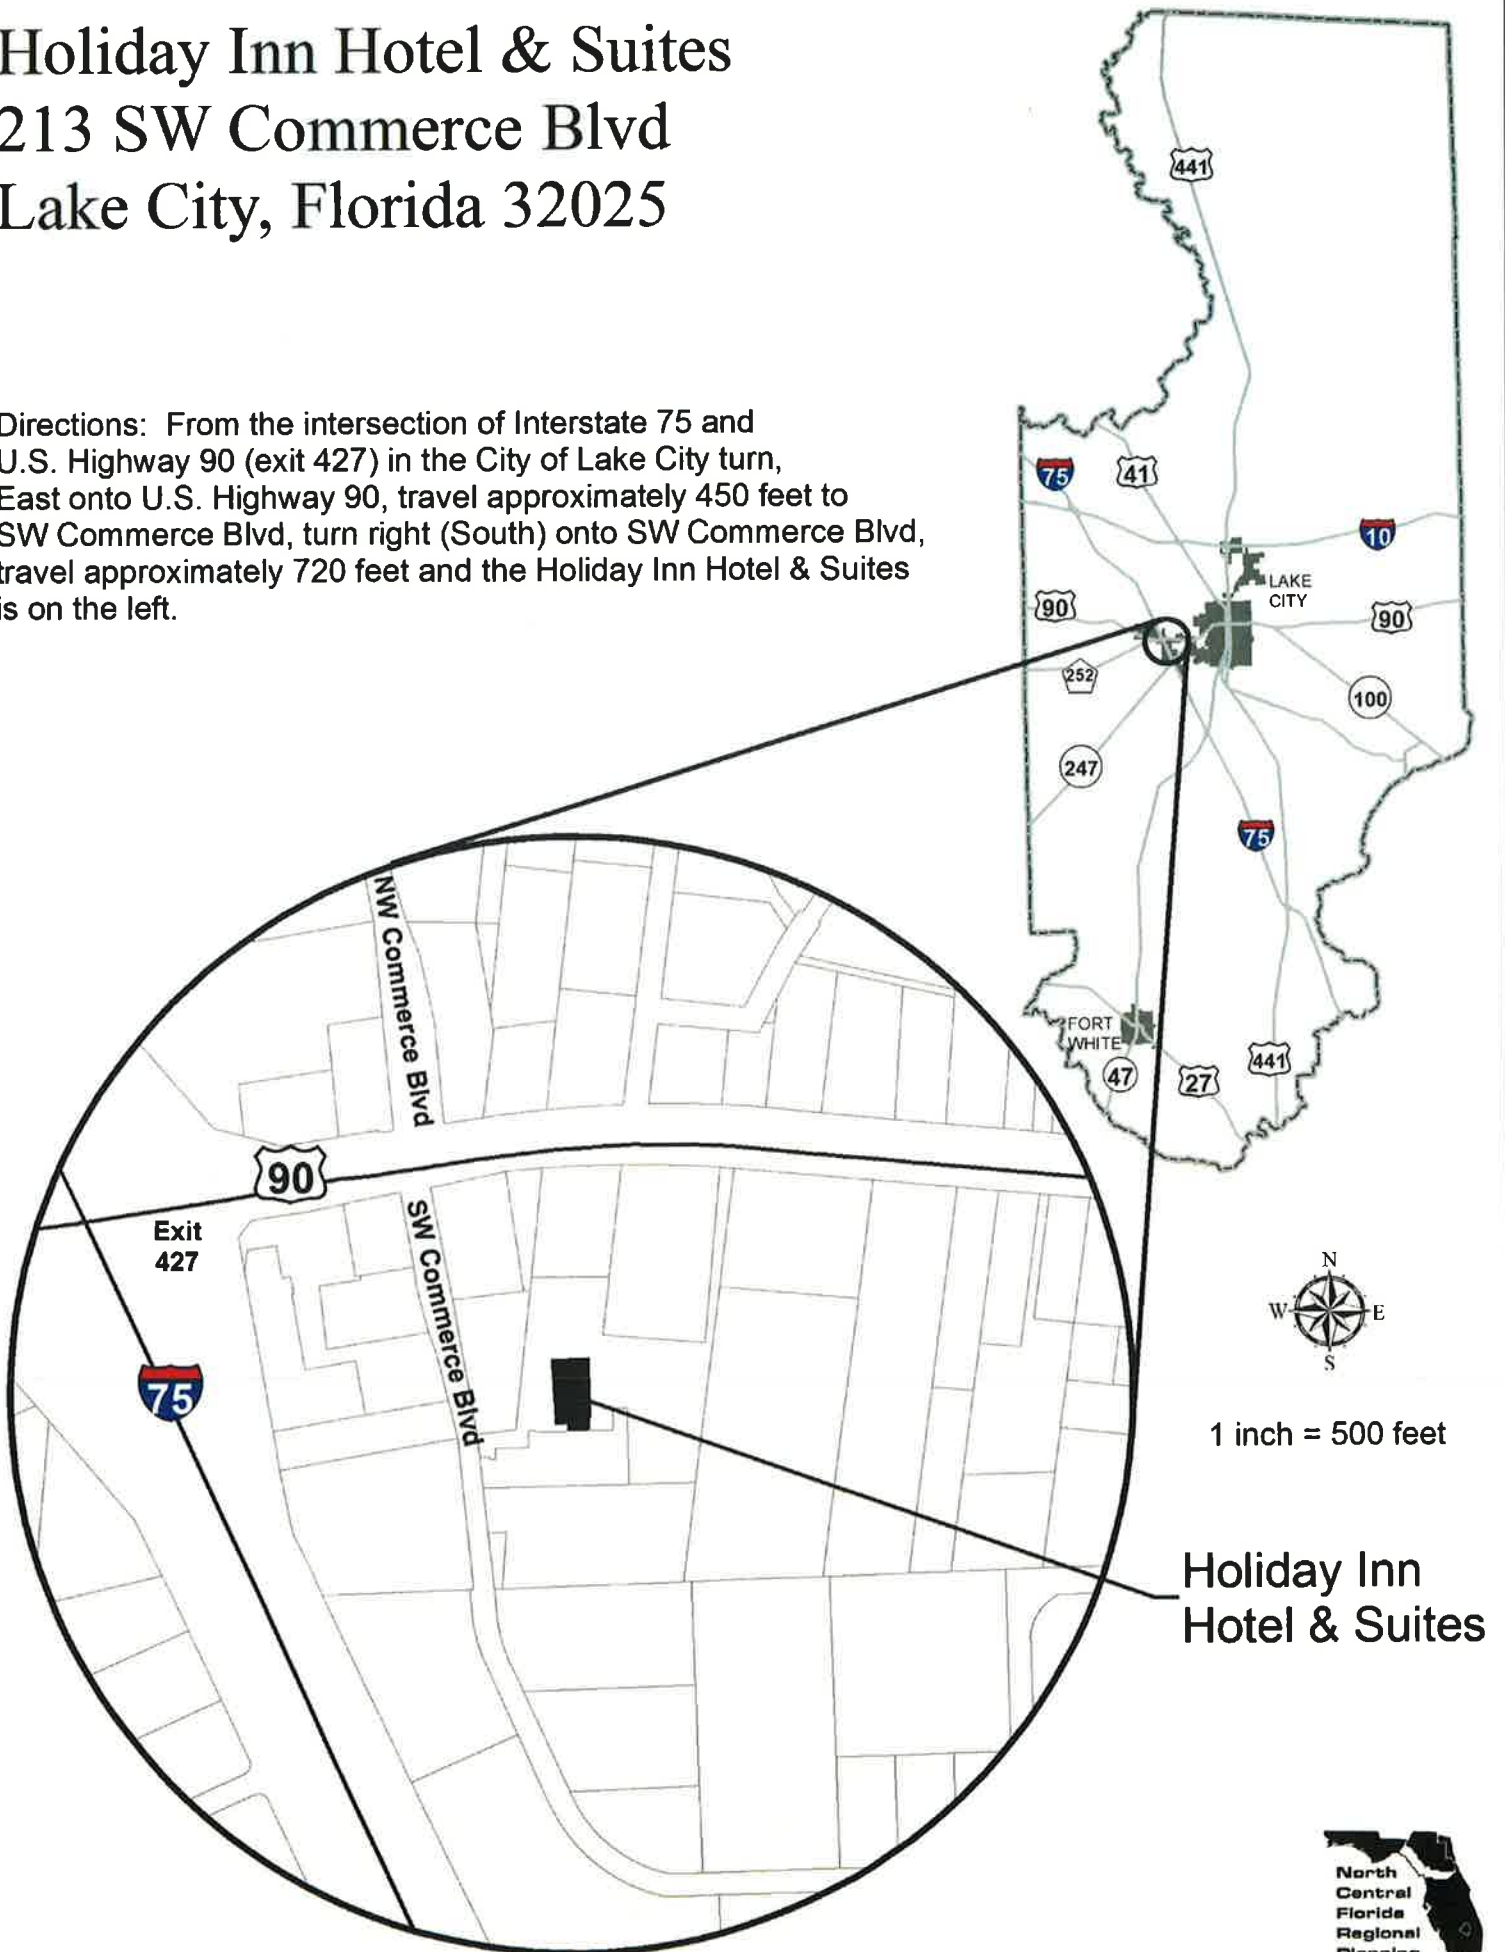 Holiday Inn Hotel & Suites
213 SW Commerce Blvd
Lake City, Florida 32025
Directions: From the intersection of Interstate 75 and
U.S. Highway 90 (exit 427) in the City of Lake City turn,
East onto U.S. Highway 90, travel approximately 450 feet to
SW Commerce Blvd, turn right (South) onto SW Commerce Blvd,
travel approximately 720 feet and the Holiday Inn Hotel & Suites
is on the left.
441
75
41
10
LAKE
CITY
90
90
252
100
247
75
FORT
WHITE
47
27
441
NW Commerce Blvd
90
Exit
427
SW Commerce Blvd
75
N
W
E
S
1 inch = 500 feet
Holiday Inn
Hotel & Suites
North
Central
Florida
Regional